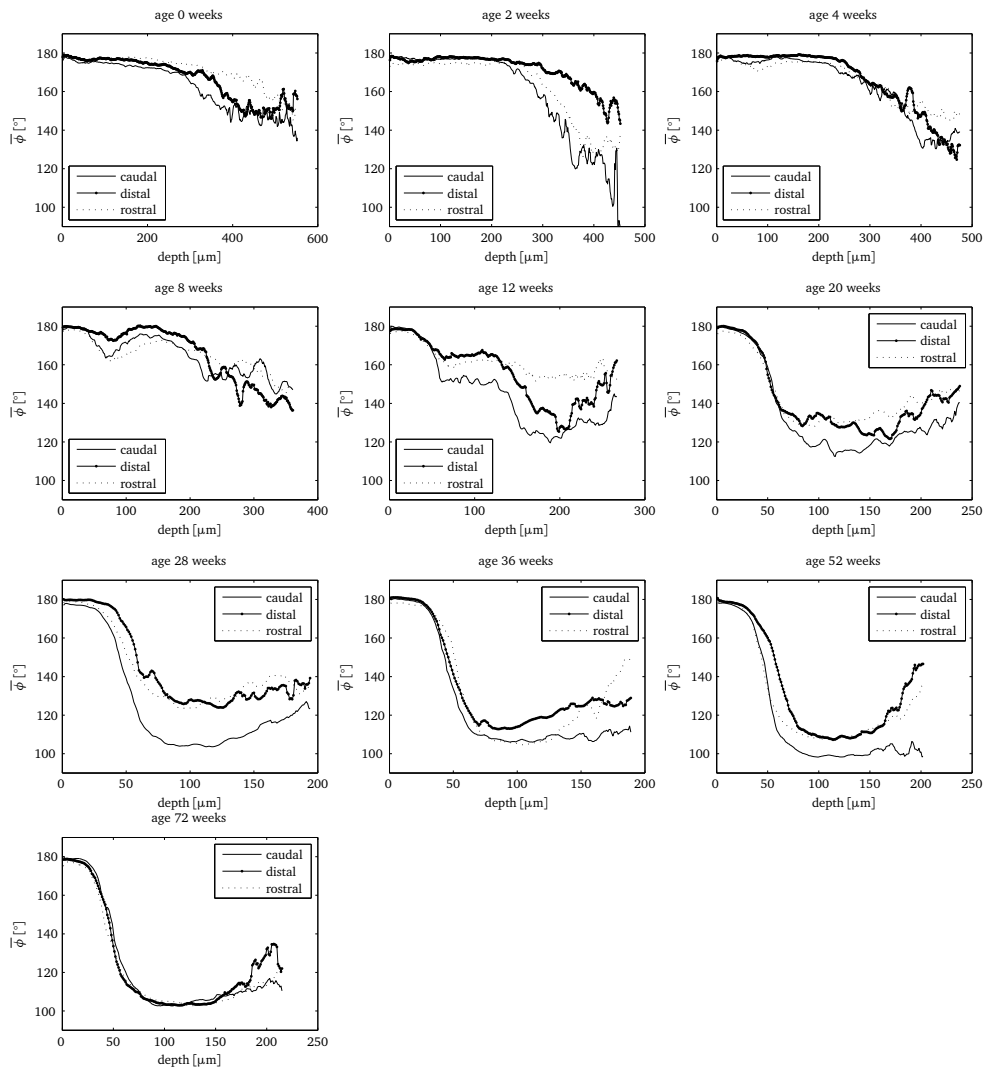 age 0 weeks
180
160
140
120
100
ϕ̅ [°]
caudal
distal
rostral
0 200 400 600
depth [µm]
age 2 weeks
180
160
140
120
100
ϕ̅ [°]
caudal
distal
rostral
0 100 200 300 400 500
depth [µm]
age 4 weeks
180
160
140
120
100
ϕ̅ [°]
caudal
distal
rostral
0 100 200 300 400 500
depth [µm]
age 8 weeks
180
160
140
120
100
ϕ̅ [°]
caudal
distal
rostral
0 100 200 300 400
depth [µm]
age 12 weeks
180
160
140
120
100
ϕ̅ [°]
caudal
distal
rostral
0 100 200 300
depth [µm]
age 20 weeks
180
160
140
120
100
ϕ̅ [°]
caudal
distal
rostral
0 50 100 150 200 250
depth [µm]
age 28 weeks
180
160
140
120
100
ϕ̅ [°]
caudal
distal
rostral
0 50 100 150 200
depth [µm]
age 36 weeks
180
160
140
120
100
ϕ̅ [°]
caudal
distal
rostral
0 50 100 150 200
depth [µm]
age 52 weeks
180
160
140
120
100
ϕ̅ [°]
caudal
distal
rostral
0 50 100 150 200 250
depth [µm]
age 72 weeks
180
160
140
120
100
ϕ̅ [°]
caudal
distal
rostral
0 50 100 150 200 250
depth [µm]